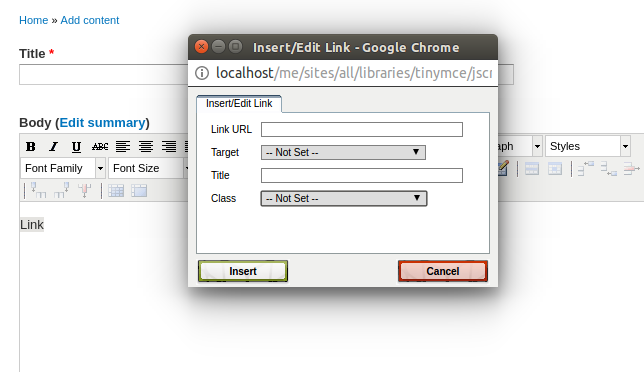 Home » Add content
Title *
Insert/Edit Link - Google Chrome
localhost/me/sites/all/libraries/tinymce/jscr
Insert/Edit Link
Link URL
Target -- Not Set --
Title
Class -- Not Set --
Insert Cancel
Body (Edit summary)
B I U ABC Styles
Font Family Font Size
Link